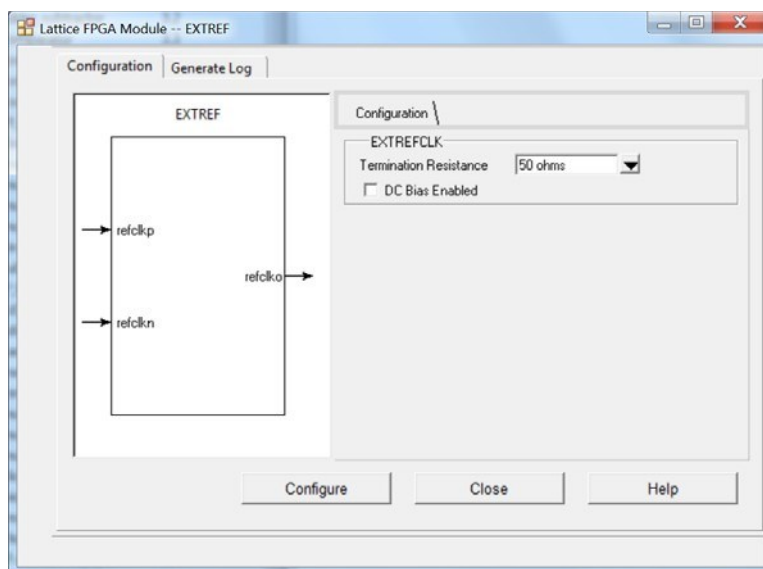 Lattice FPGA Module -- EXTREF
Configuration
Generate Log
EXTREF
refclkp
refclko
refclkn
Configuration
EXTREFCLK
Termination Resistance 50 ohms
DC Bias Enabled
Configure Close Help